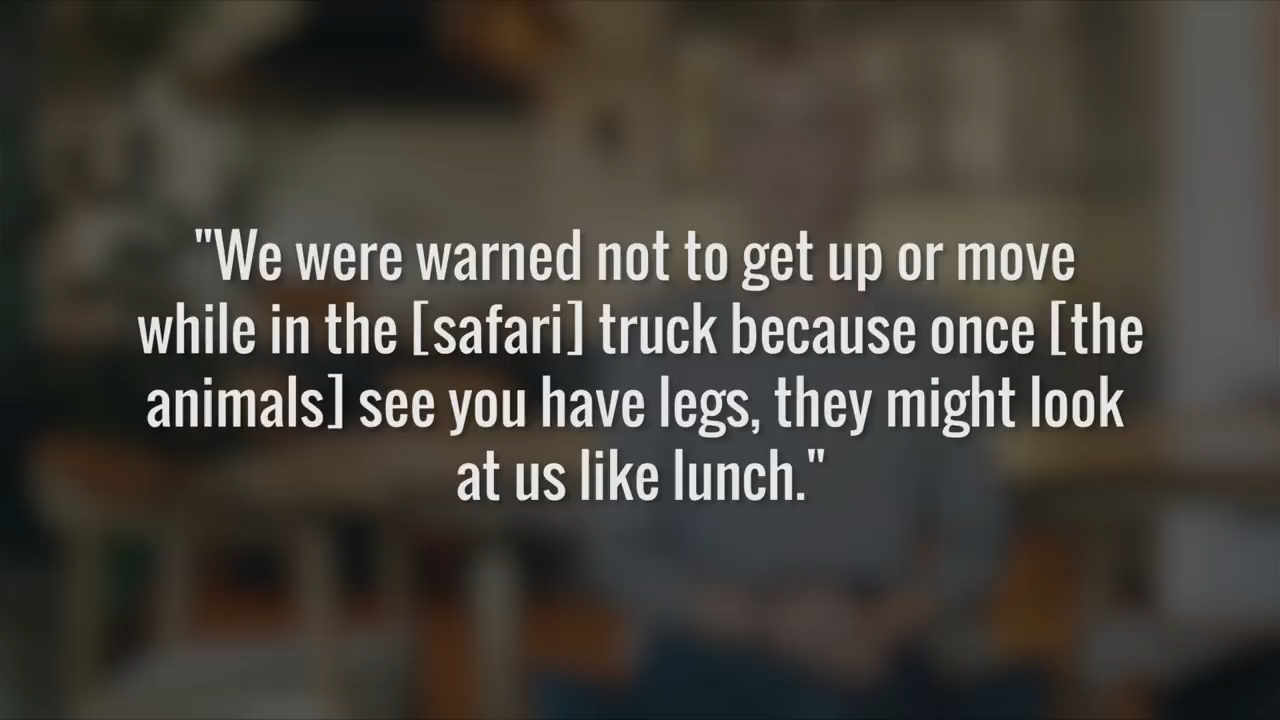 "We were warned not to get up or move
while in the [safari] truck because once [the
animals] see you have legs, they might look
at us like lunch."